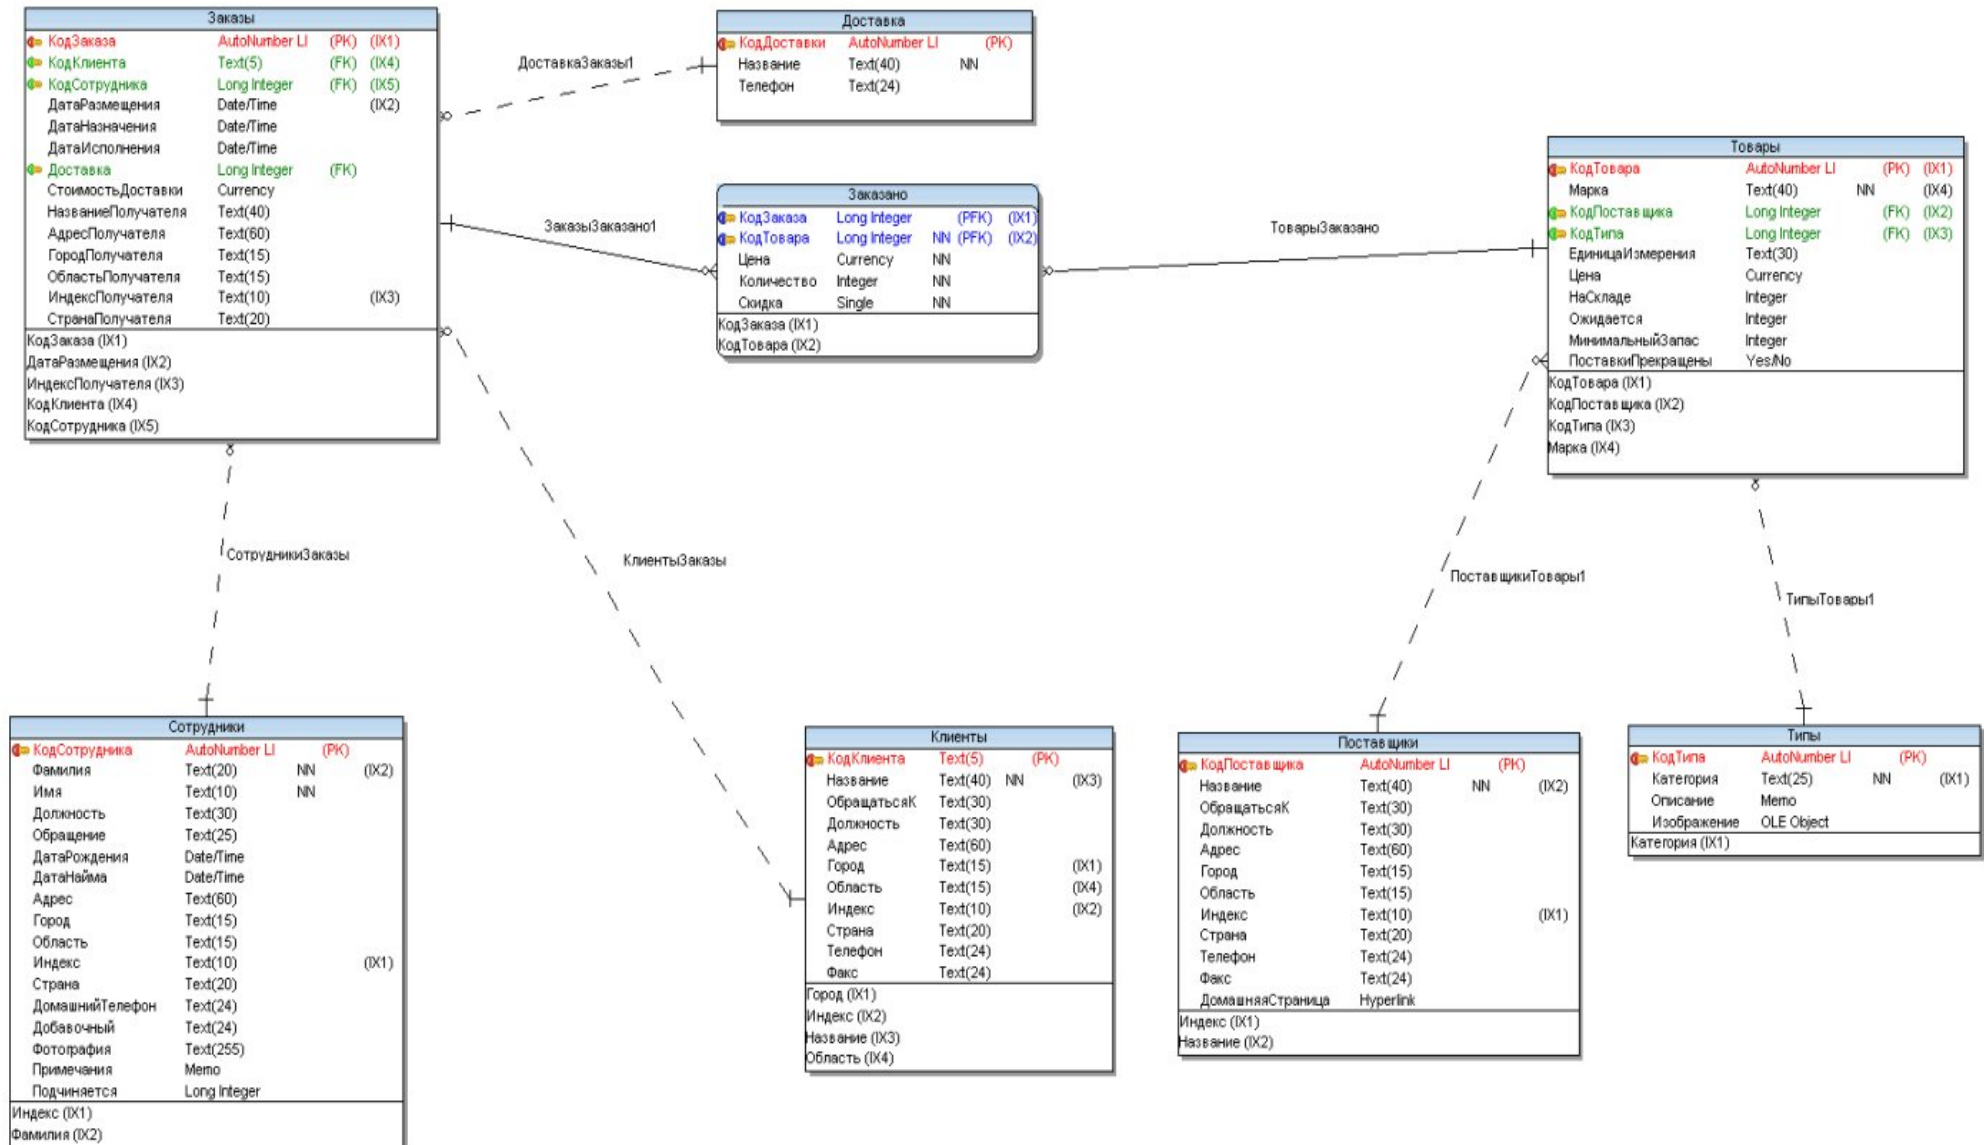 Заказы
КодЗаказа AutoNumber LI (PK) (IX1)
КодКлиента Text(5) (FK) (IX4)
КодСотрудника Long Integer (FK) (IX5)
ДатаРазмещения Date/Time (IX2)
ДатаНазначения Date/Time
ДатаИсполнения Date/Time
Доставка Long Integer (FK)
СтоимостьДоставки Currency
НазваниеПолучателя Text(40)
АдресПолучателя Text(60)
ГородПолучателя Text(15)
ОбластьПолучателя Text(15)
ИндексПолучателя Text(10) (IX3)
СтранаПолучателя Text(20)
КодЗаказа (IX1)
ДатаРазмещения (IX2)
ИндексПолучателя (IX3)
КодКлиента (IX4)
КодСотрудника (IX5)
ДоставкаЗаказы1
Доставка
КодДоставки AutoNumber LI (PK)
Название Text(40) NN
Телефон Text(24)
ЗаказыЗаказано1
Заказано
КодЗаказа Long Integer (PFK) (IX1)
КодТовара Long Integer NN (PFK) (IX2)
Цена Currency NN
Количество Integer NN
Скидка Single NN
КодЗаказа (IX1)
КодТовара (IX2)
ТоварыЗаказано
Товары
КодТовара AutoNumber LI (PK) (IX1)
Марка Text(40) NN (IX4)
КодПоставщика Long Integer (FK) (IX2)
КодТипа Long Integer (FK) (IX3)
ЕдиницаИзмерения Text(30)
Цена Currency
НаСкладе Integer
Ожидается Integer
МинимальныйЗапас Integer
ПоставкиПрекращены Yes/No
КодТовара (IX1)
КодПоставщика (IX2)
КодТипа (IX3)
Марка (IX4)
СотрудникиЗаказы
КлиентыЗаказы
ПоставщикиТовары1
ТипыТовары1
Сотрудники
КодСотрудника AutoNumber LI (PK)
Фамилия Text(20) NN (IX2)
Имя Text(10) NN
Должность Text(30)
Обращение Text(25)
ДатаРождения Date/Time
ДатаНайма Date/Time
Адрес Text(60)
Город Text(15)
Область Text(15)
Индекс Text(10) (IX1)
Страна Text(20)
ДомашнийТелефон Text(24)
Добавочный Text(24)
Фотография Text(255)
Примечания Memo
Подчиняется Long Integer
Индекс (IX1)
Фамилия (IX2)
Клиенты
КодКлиента Text(5) (PK)
Название Text(40) NN (IX3)
ОбращатьсяК Text(30)
Должность Text(30)
Адрес Text(60)
Город Text(15) (IX1)
Область Text(15) (IX4)
Индекс Text(10) (IX2)
Страна Text(20)
Телефон Text(24)
Факс Text(24)
Город (IX1)
Индекс (IX2)
Название (IX3)
Область (IX4)
Поставщики
КодПоставщика AutoNumber LI (PK)
Название Text(40) NN (IX2)
ОбращатьсяК Text(30)
Должность Text(30)
Адрес Text(60)
Город Text(15)
Область Text(15)
Индекс Text(10) (IX1)
Страна Text(20)
Телефон Text(24)
Факс Text(24)
ДомашняяСтраница Hyperlink
Индекс (IX1)
Название (IX2)
Типы
КодТипа AutoNumber LI (PK)
Категория Text(25) NN (IX1)
Описание Memo
Изображение OLE Object
Категория (IX1)